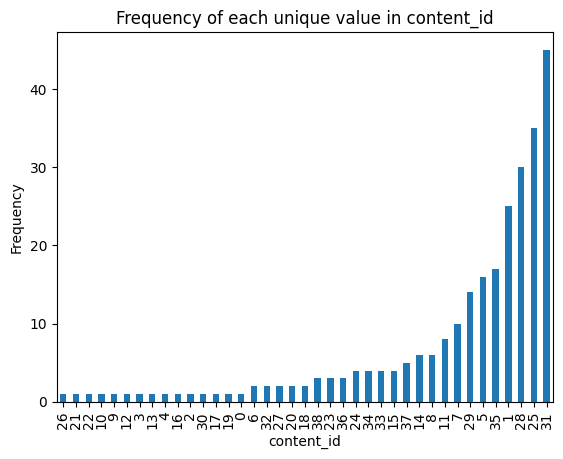 Frequency of each unique value in content_id
Frequency
40
30
20
10
0
26 21 22 10 9 12 3 13 4 16 2 30 17 19 0 6 32 27 20 18 38 23 36 24 34 33 15 37 14 8 11 7 29 5 35 1 28 25 31
content_id